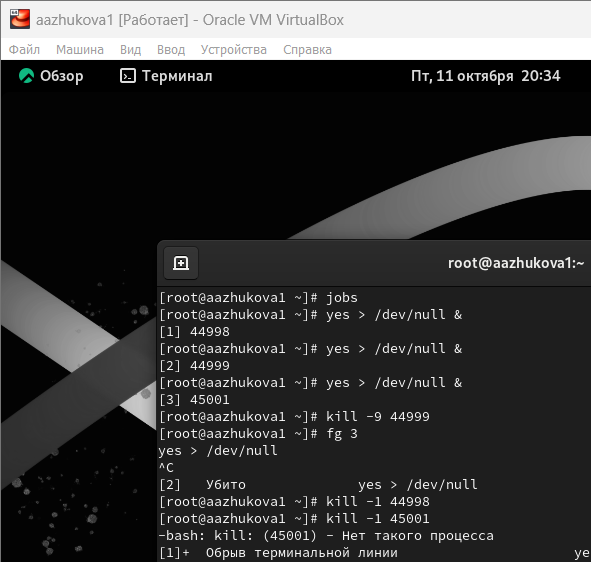 aazhukova1 [Работает] - Oracle VM VirtualBox
Файл Машина Вид Ввод Устройства Справка
Обзор Терминал Пт, 11 октября 20:34
root@aazhukova1:~
[root@aazhukova1 ~]# jobs
[root@aazhukova1 ~]# yes > /dev/null &
[1] 44998
[root@aazhukova1 ~]# yes > /dev/null &
[2] 44999
[root@aazhukova1 ~]# yes > /dev/null &
[3] 45001
[root@aazhukova1 ~]# kill -9 44999
[root@aazhukova1 ~]# fg 3
yes > /dev/null
^C
[2]   Убито              yes > /dev/null
[root@aazhukova1 ~]# kill -1 44998
[root@aazhukova1 ~]# kill -1 45001
-bash: kill: (45001) - Нет такого процесса
[1]+  Обрыв терминальной линии                      ye